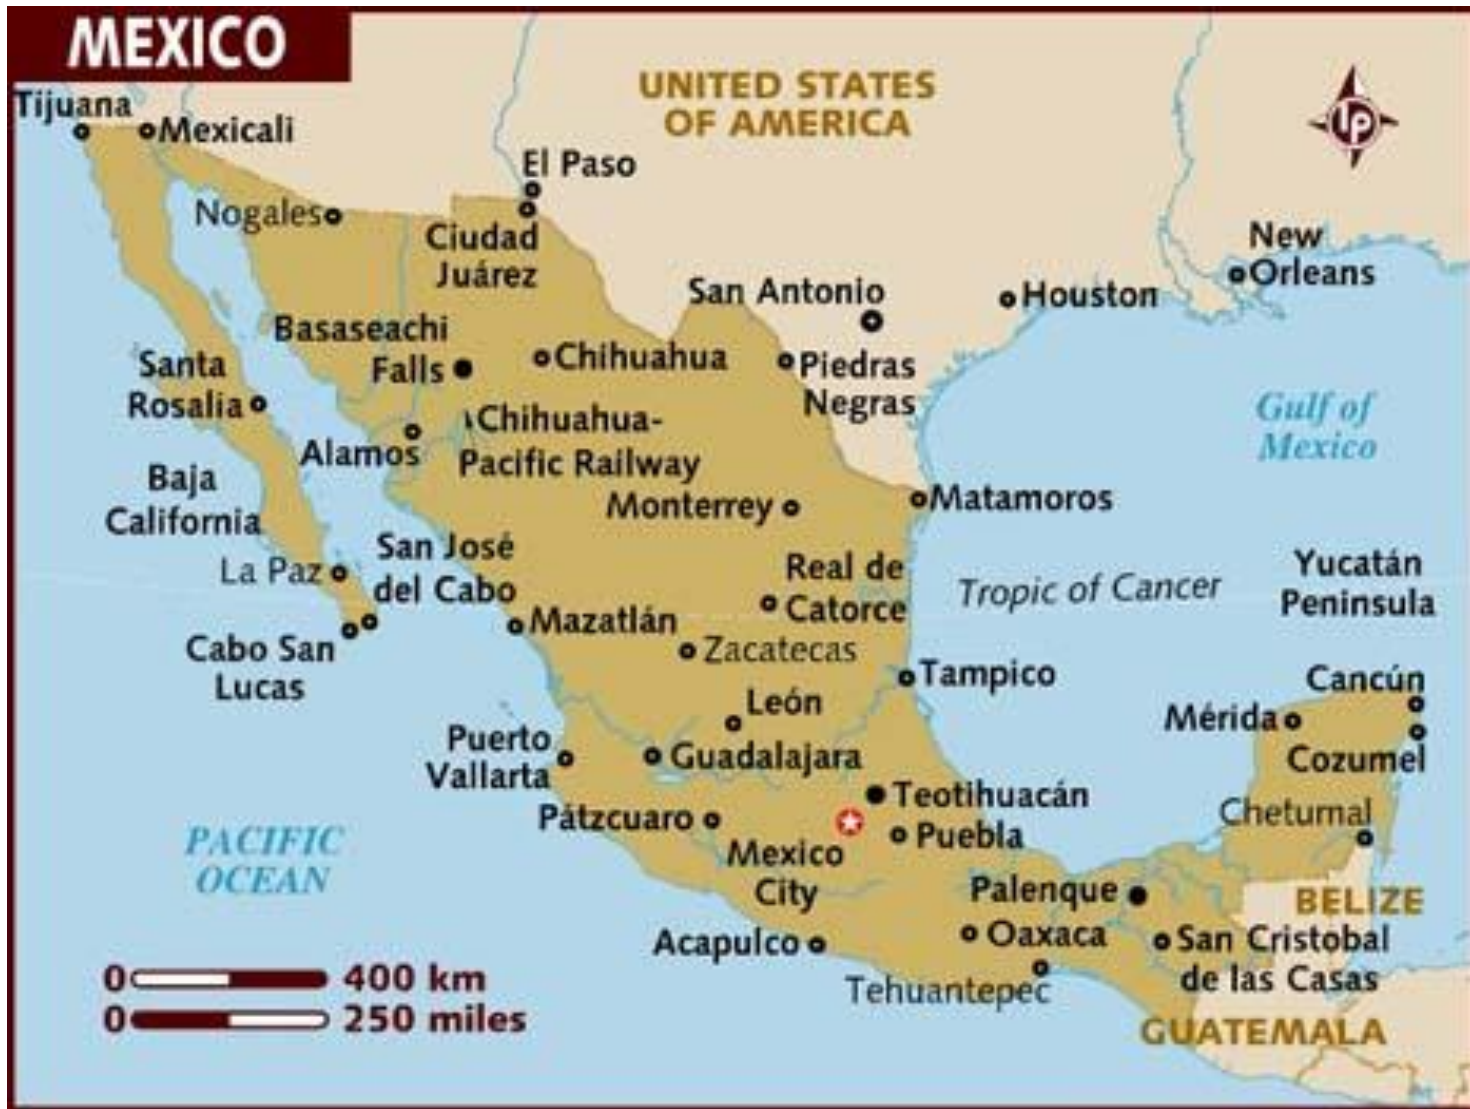 MEXICO
UNITED STATES
OF AMERICA
lp
Tijuana
Mexicali
El Paso
Nogales
Ciudad
Juárez
New
Orleans
San Antonio
Houston
Basaseachi
Falls
Chihuahua
Piedras
Negras
Santa
Rosalia
Gulf of
Mexico
Chihuahua-
Pacific Railway
Alamos
Baja
California
Monterrey
Matamoros
San José
del Cabo
La Paz
Real de
Catorce
Tropic of Cancer
Yucatán
Peninsula
Mazatlán
Zacatecas
Cabo San
Lucas
Tampico
Cancún
León
Mérida
Puerto
Vallarta
Guadalajara
Cozumel
Teotihuacán
Chetumal
Pátzcuaro
Puebla
PACIFIC
OCEAN
Mexico
City
Palenque
BELIZE
Acapulco
Oaxaca
San Cristobal
de las Casas
Tehuantepec
0 400 km
0 250 miles
GUATEMALA